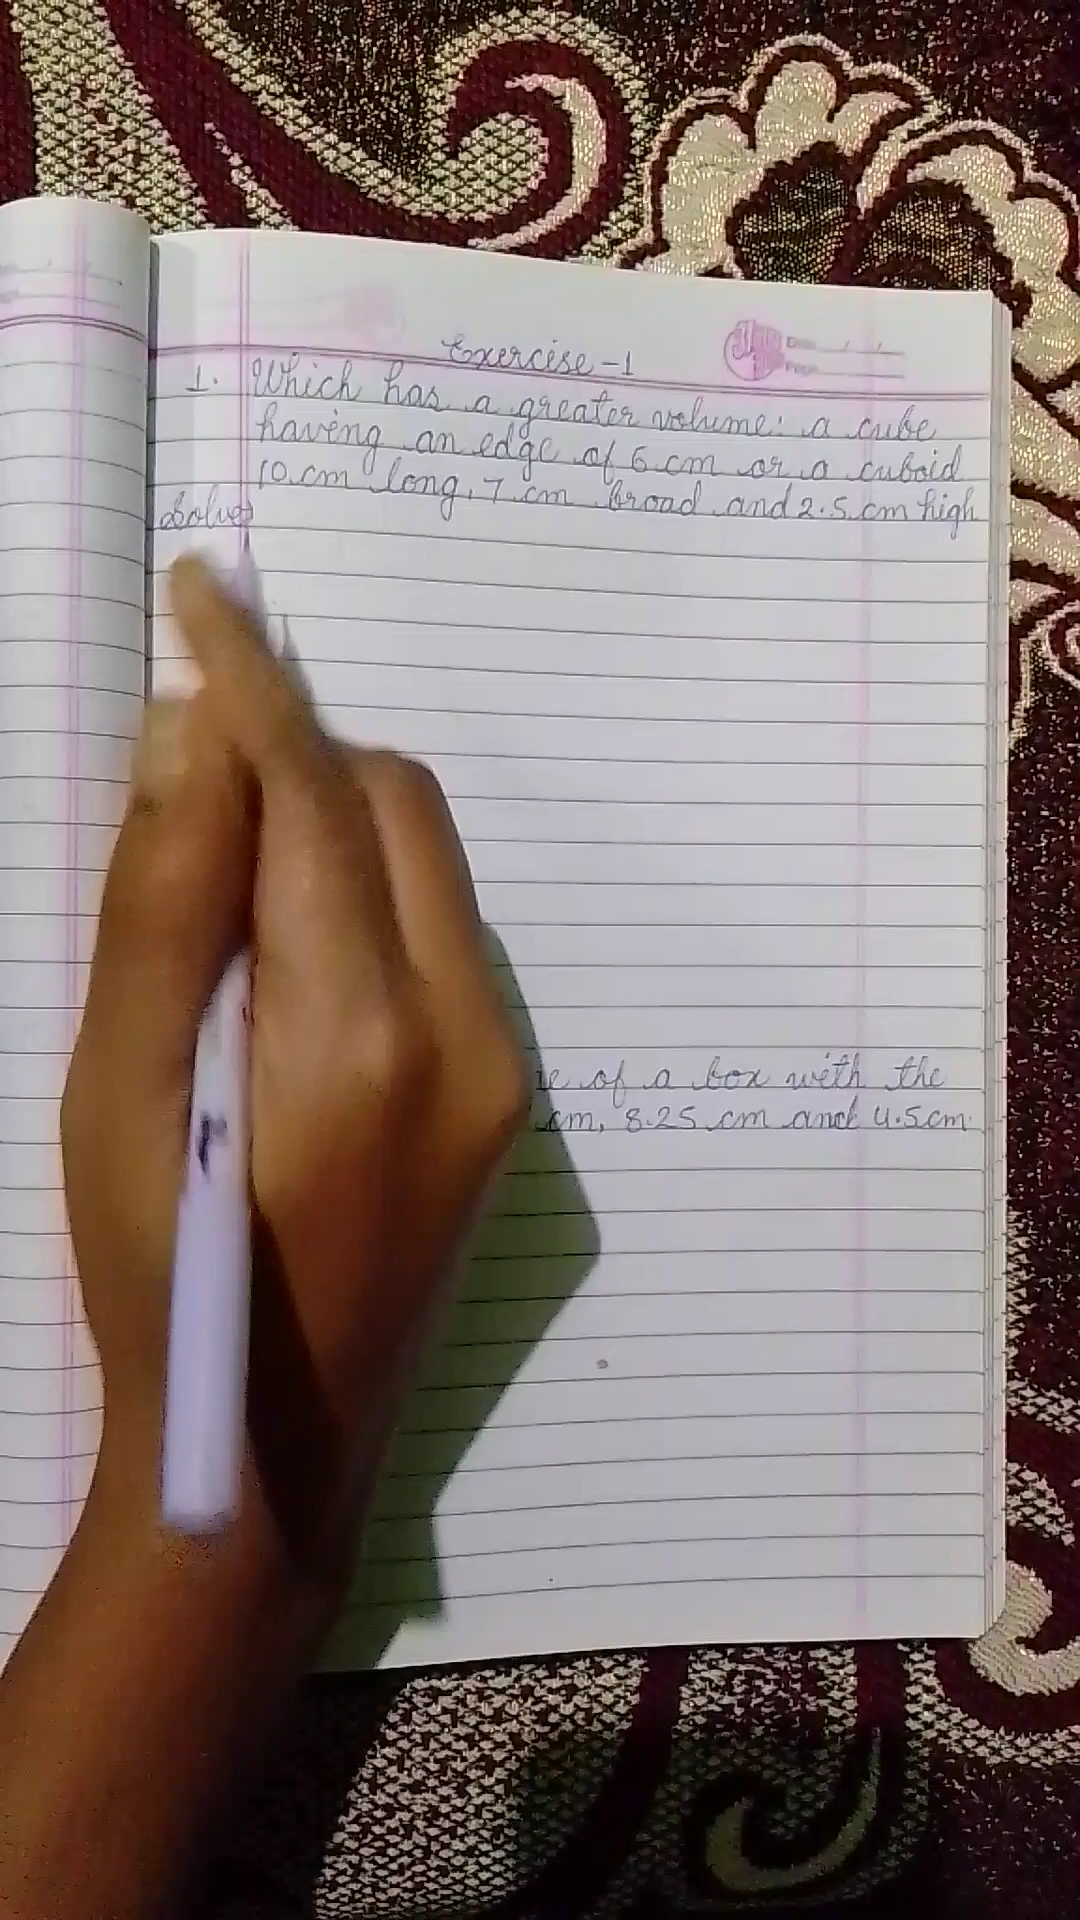 Exercise -1
1. Which has a greater volume: a cube
having an edge of 6 cm or a cuboid
10 cm long, 7 cm broad and 2.5 cm high
Solve
of a box with the
cm, 8.25 cm and 4.5cm